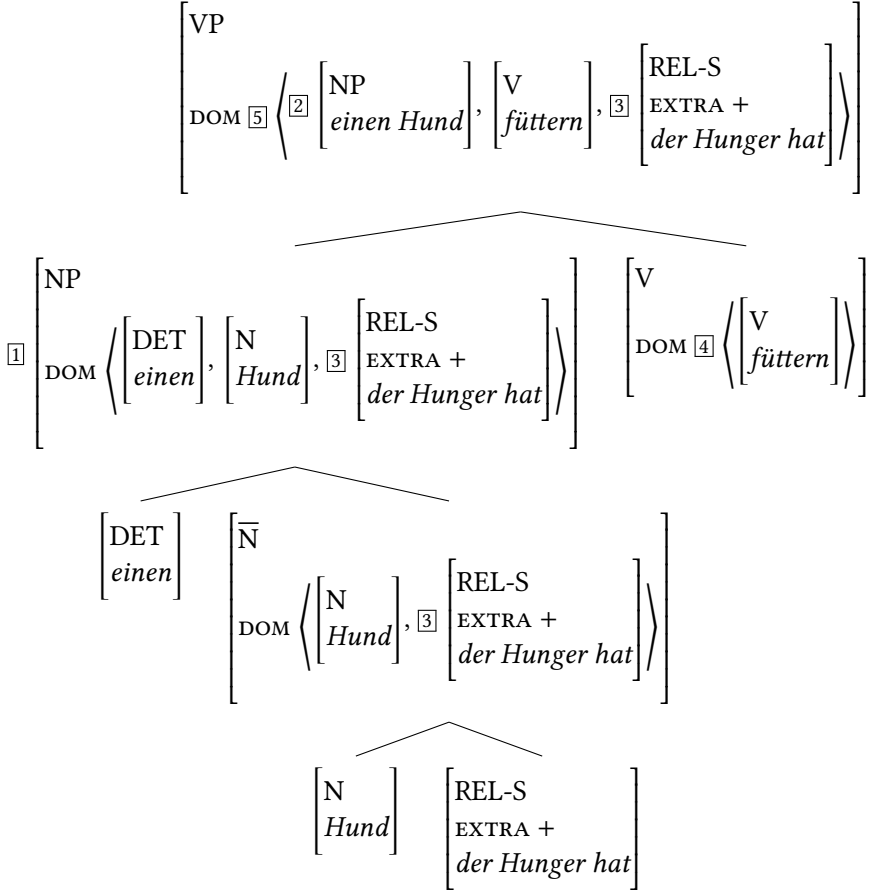 VP
DOM 5 ⟨ 2 [NP einen Hund], [V füttern], 3 [REL-S EXTRA + der Hunger hat] ⟩
1 NP
DOM ⟨ [DET einen], [N Hund], 3 [REL-S EXTRA + der Hunger hat] ⟩
V
DOM 4 ⟨ [V füttern] ⟩
DET
einen
N̅
DOM ⟨ [N Hund], 3 [REL-S EXTRA + der Hunger hat] ⟩
N
Hund
REL-S
EXTRA +
der Hunger hat